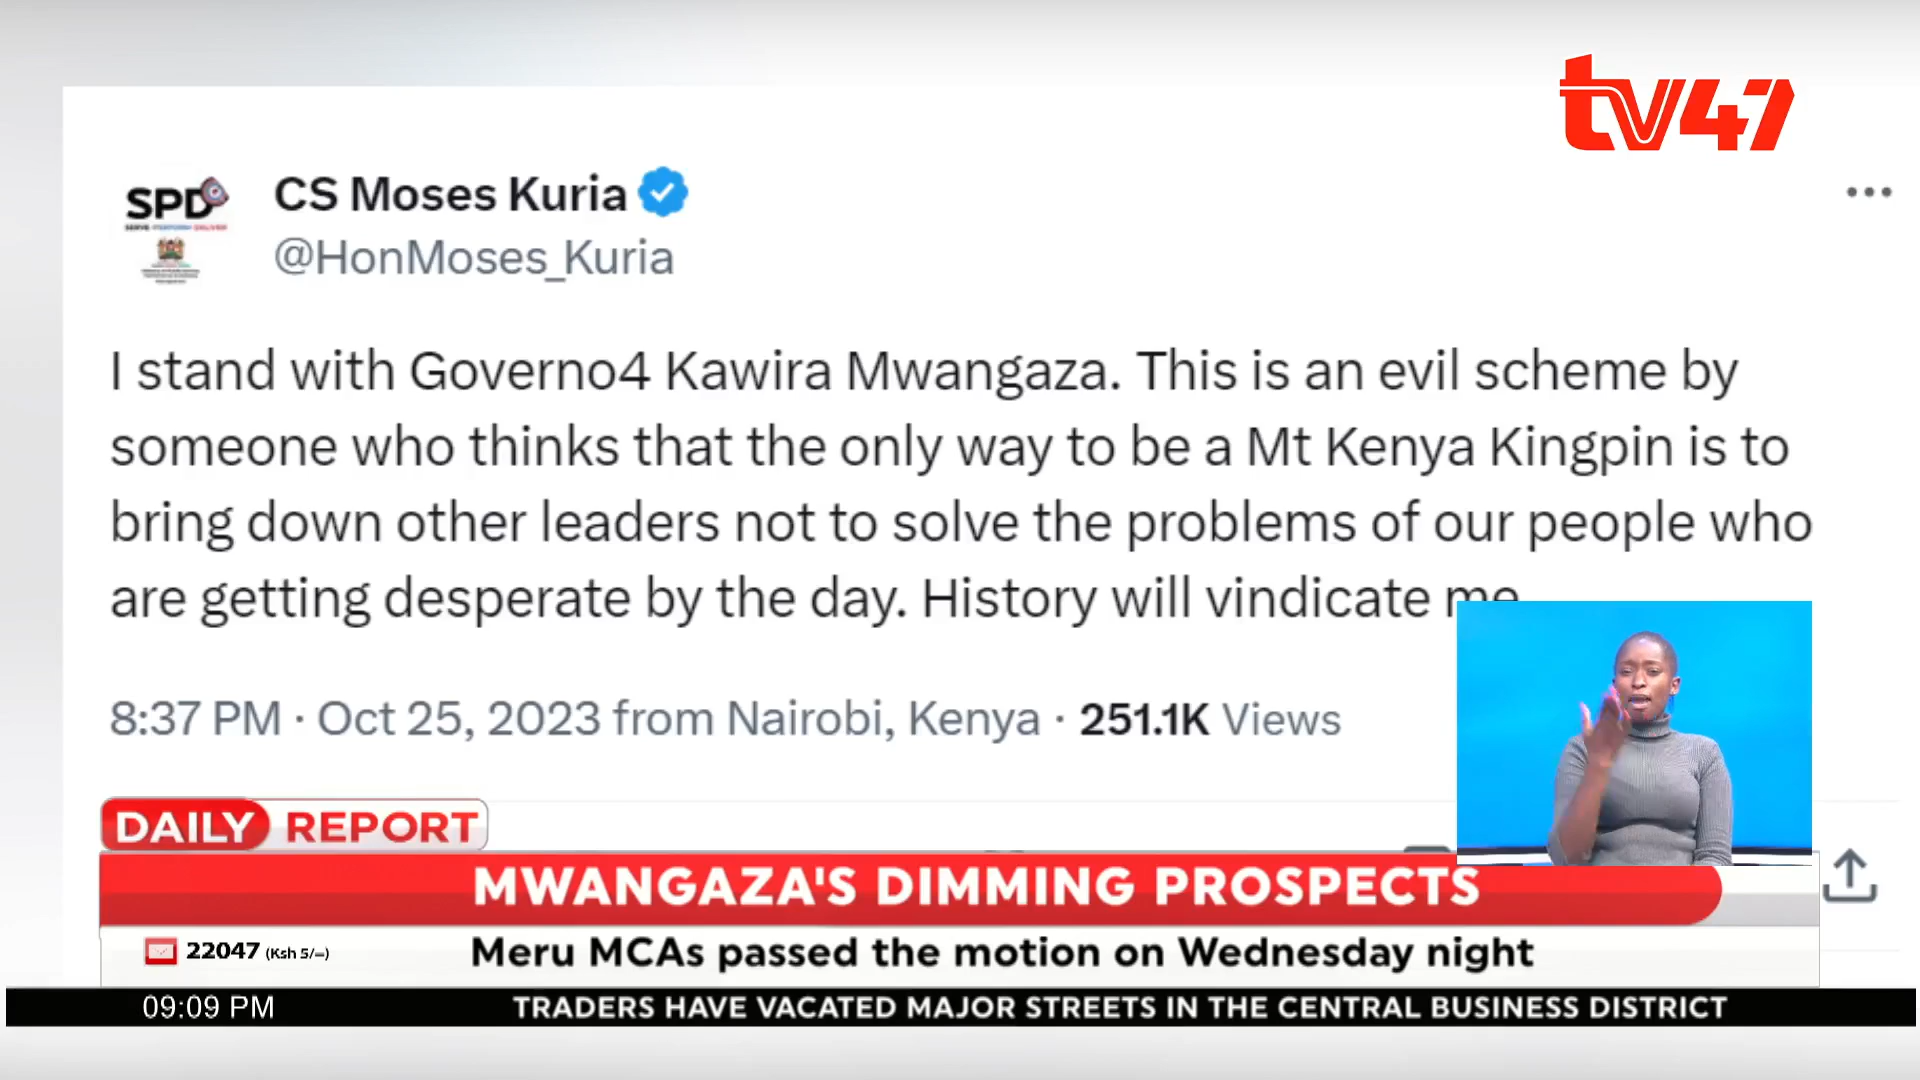 tv47
SPD
SERVE PERFORM DELIVER
CS Moses Kuria
@HonMoses_Kuria
I stand with Governo4 Kawira Mwangaza. This is an evil scheme by
someone who thinks that the only way to be a Mt Kenya Kingpin is to
bring down other leaders not to solve the problems of our people who
are getting desperate by the day. History will vindicate me
8:37 PM · Oct 25, 2023 from Nairobi, Kenya · 251.1K Views
DAILY REPORT
MWANGAZA'S DIMMING PROSPECTS
22047 (Ksh 5/=)
Meru MCAs passed the motion on Wednesday night
09:09 PM
TRADERS HAVE VACATED MAJOR STREETS IN THE CENTRAL BUSINESS DISTRICT